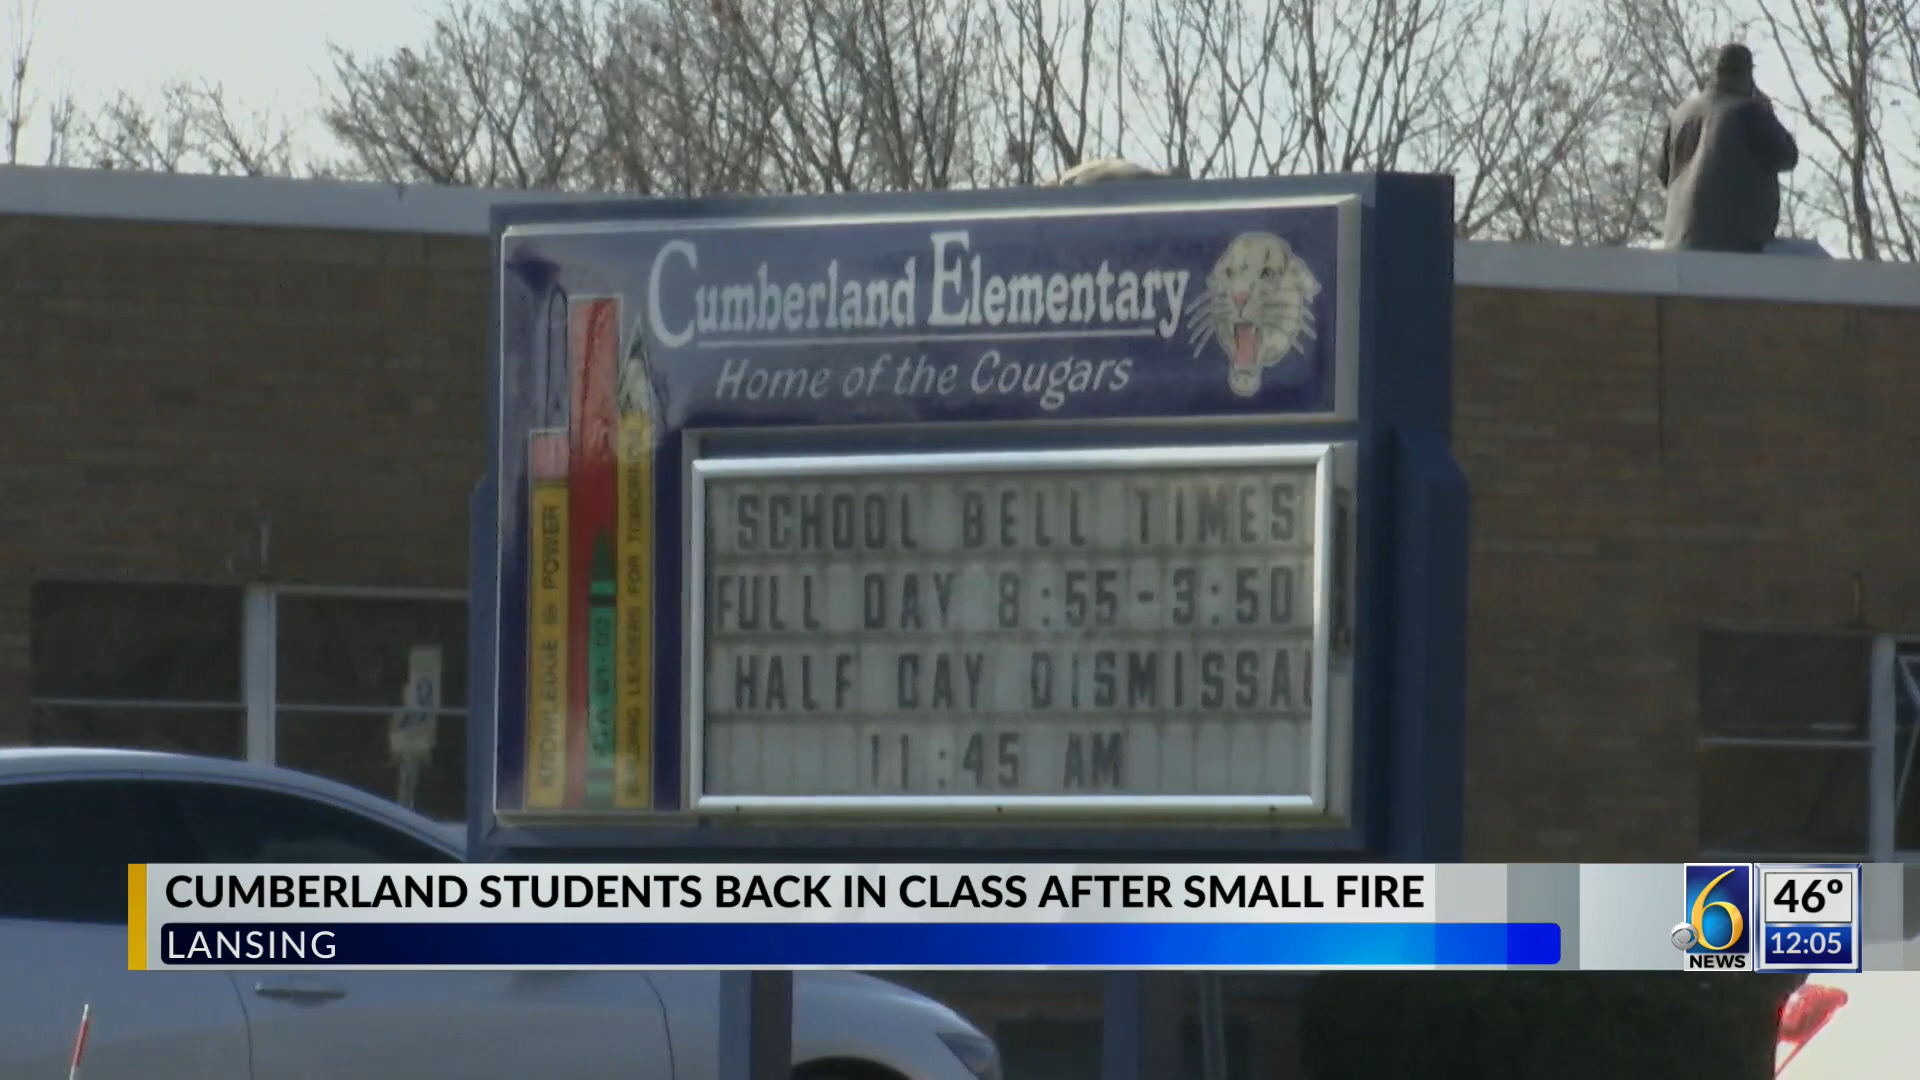 Cumberland Elementary
Home of the Cougars
KNOWLEDGE IS POWER
BUILDING LEADERS FOR TOMORROW
SCHOOL BELL TIMES
FULL DAY 8:55-3:50
HALF DAY DISMISSAL
11:45 AM
CUMBERLAND STUDENTS BACK IN CLASS AFTER SMALL FIRE
LANSING
6
NEWS
46°
12:05